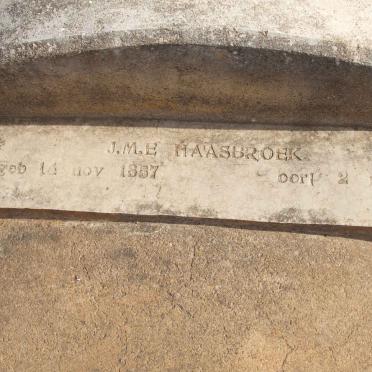 J.M.E HAASBROEK
geb 14 nov 1887 oorl 2